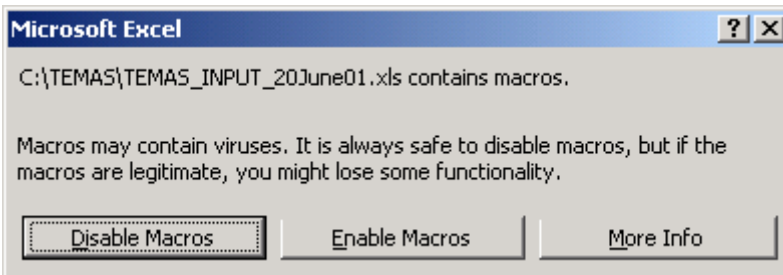 Microsoft Excel
C:\TEMAS\TEMAS_INPUT_20June01.xls contains macros.
Macros may contain viruses. It is always safe to disable macros, but if the
macros are legitimate, you might lose some functionality.
Disable Macros Enable Macros More Info